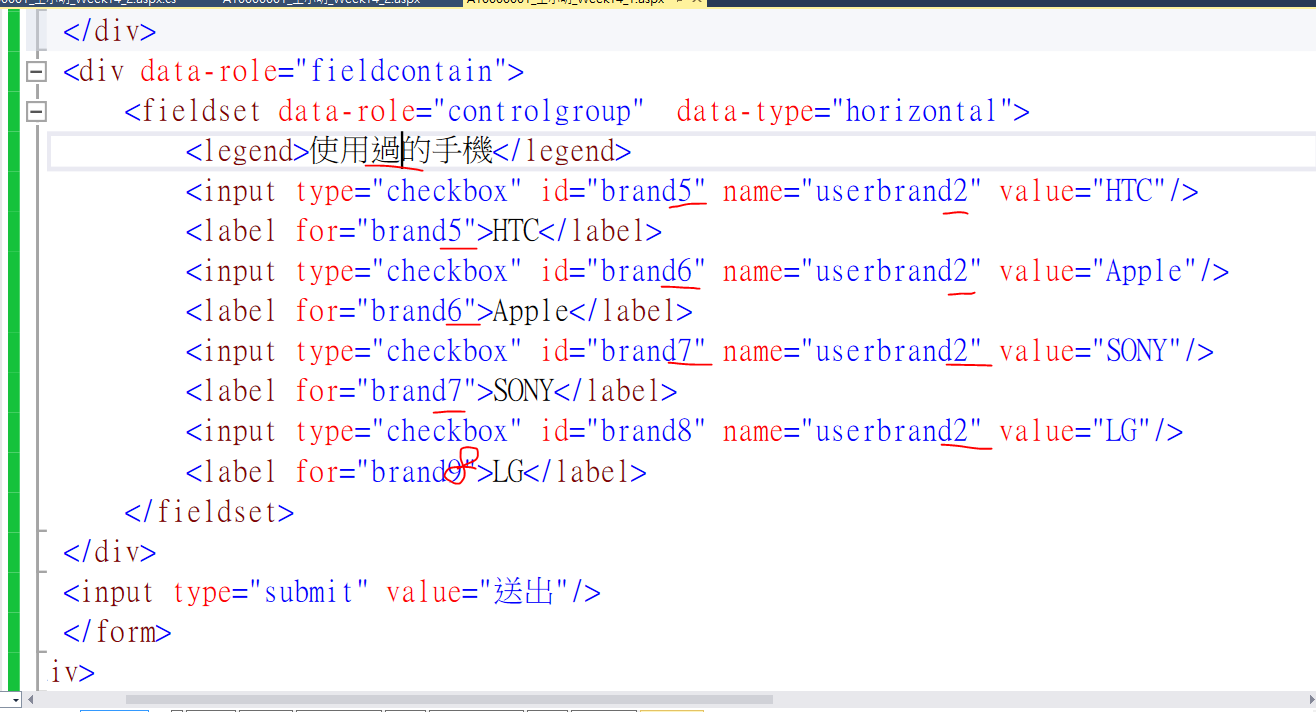 </div>
<div data-role="fieldcontain">
<fieldset data-role="controlgroup"  data-type="horizontal">
<legend>使用過的手機</legend>
<input type="checkbox" id="brand5" name="userbrand2" value="HTC"/>
<label for="brand5">HTC</label>
<input type="checkbox" id="brand6" name="userbrand2" value="Apple"/>
<label for="brand6">Apple</label>
<input type="checkbox" id="brand7" name="userbrand2" value="SONY"/>
<label for="brand7">SONY</label>
<input type="checkbox" id="brand8" name="userbrand2" value="LG"/>
8
<label for="brand9">LG</label>
</fieldset>
</div>
<input type="submit" value="送出"/>
</form>
iv>